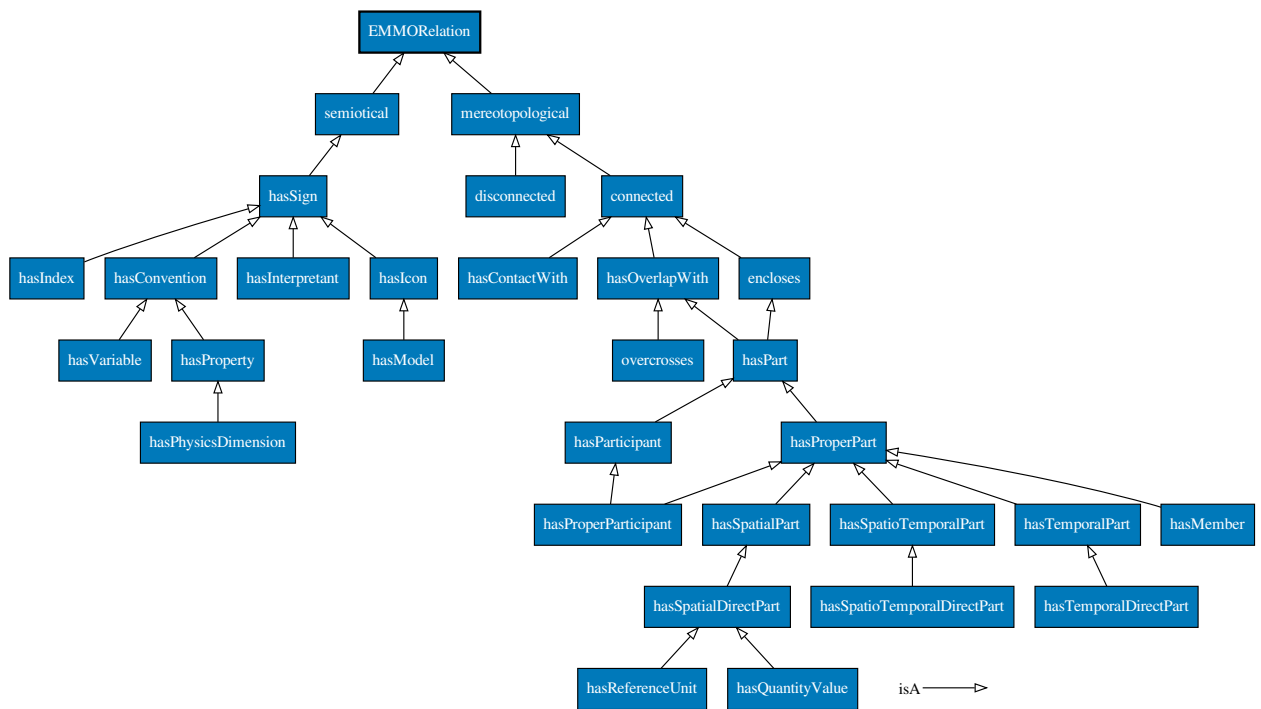 EMMORelation
semiotical
mereotopological
hasSign
disconnected
connected
hasIndex
hasConvention
hasInterpretant
hasIcon
hasContactWith
hasOverlapWith
encloses
hasVariable
hasProperty
hasModel
overcrosses
hasPart
hasPhysicsDimension
hasParticipant
hasProperPart
hasProperParticipant
hasSpatialPart
hasSpatioTemporalPart
hasTemporalPart
hasMember
hasSpatialDirectPart
hasSpatioTemporalDirectPart
hasTemporalDirectPart
hasReferenceUnit
hasQuantityValue
isA